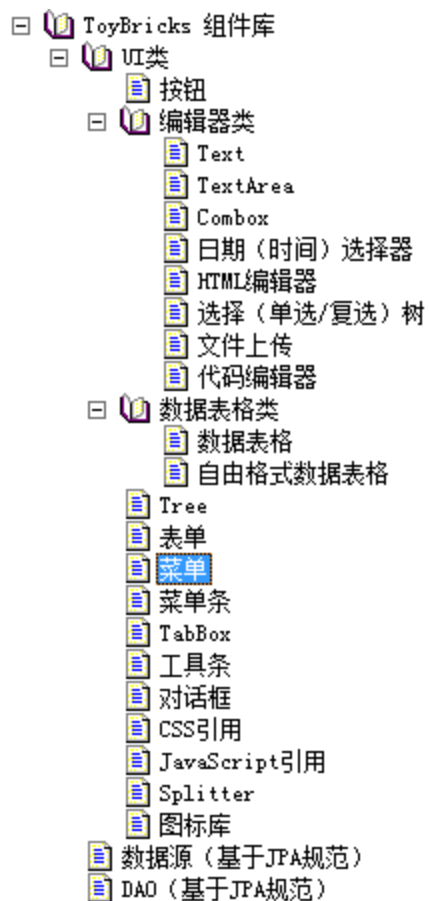 ToyBricks 组件库
UI类
按钮
编辑器类
Text
TextArea
Combox
日期（时间）选择器
HTML编辑器
选择（单选/复选）树
文件上传
代码编辑器
数据表格类
数据表格
自由格式数据表格
Tree
表单
菜单
菜单条
TabBox
工具条
对话框
CSS引用
JavaScript引用
Splitter
图标库
数据源（基于JPA规范）
DAO（基于JPA规范）